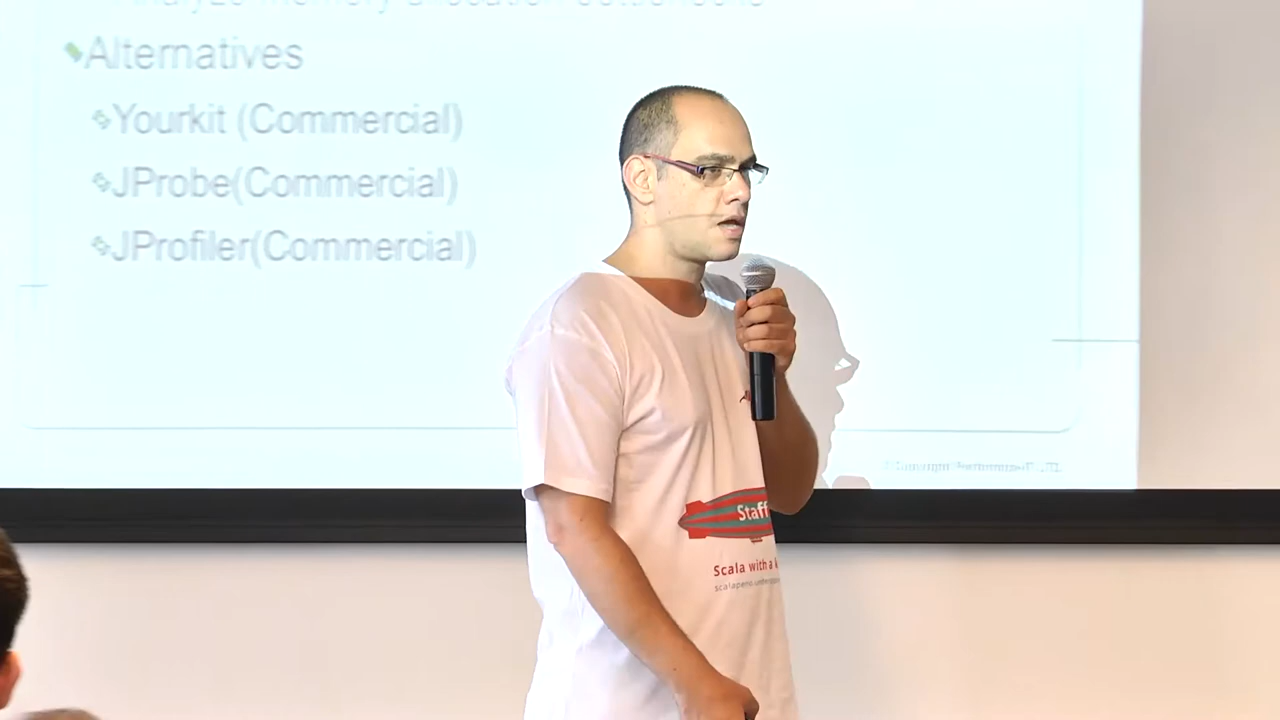 Alternatives
Yourkit (Commercial)
JProbe(Commercial)
JProfiler(Commercial)
Staff
Scala with a